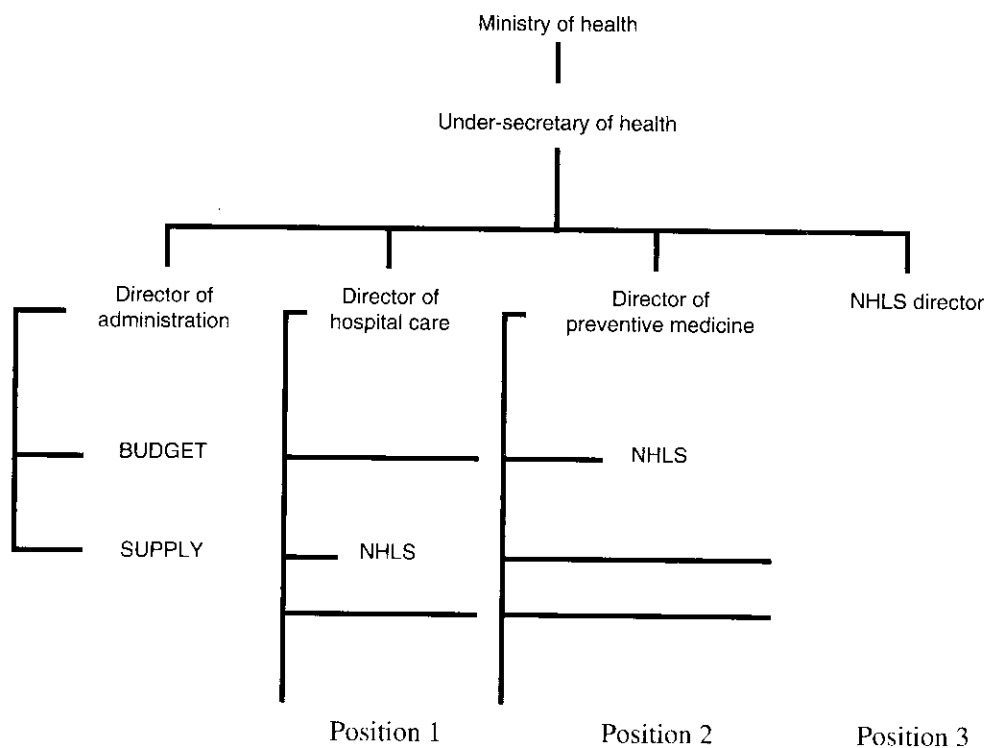 Ministry of health
Under-secretary of health
Director of
administration
Director of
hospital care
Director of
preventive medicine
NHLS director
BUDGET
NHLS
SUPPLY
NHLS
Position 1
Position 2
Position 3